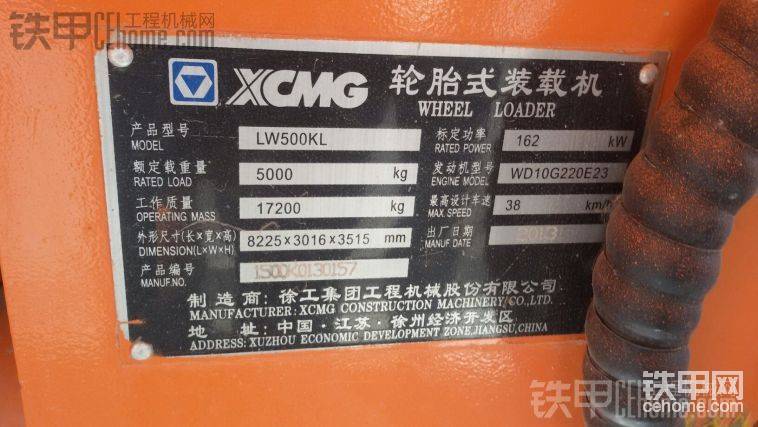 铁甲 工程机械网
CEhome.com
XCMG 轮胎式装载机
WHEEL LOADER
产品型号 LW500KL 标定功率 162 kW
MODEL RATED POWER
额定载重量 5000 kg 发动机型号 WD10G220E23
RATED LOAD ENGINE MODEL
工作质量 17200 kg 最高设计车速 38 km/h
OPERATING MASS MAX.SPEED
外形尺寸(长×宽×高) 8225×3016×3515 mm 出厂日期
DIMENSION(L×W×H) MANUF DATE
产品编号
MANUF.NO.
制造商: 徐工集团工程机械股份有限公司
MANUFACTURER: XCMG CONSTRUCTION MACHINERY CO.,LTD.
地 址: 中国·江苏·徐州经济开发区
ADDRESS: XUZHOU ECONOMIC DEVELOPMENT ZONE,JIANGSU,CHINA
铁甲网
cehome.com